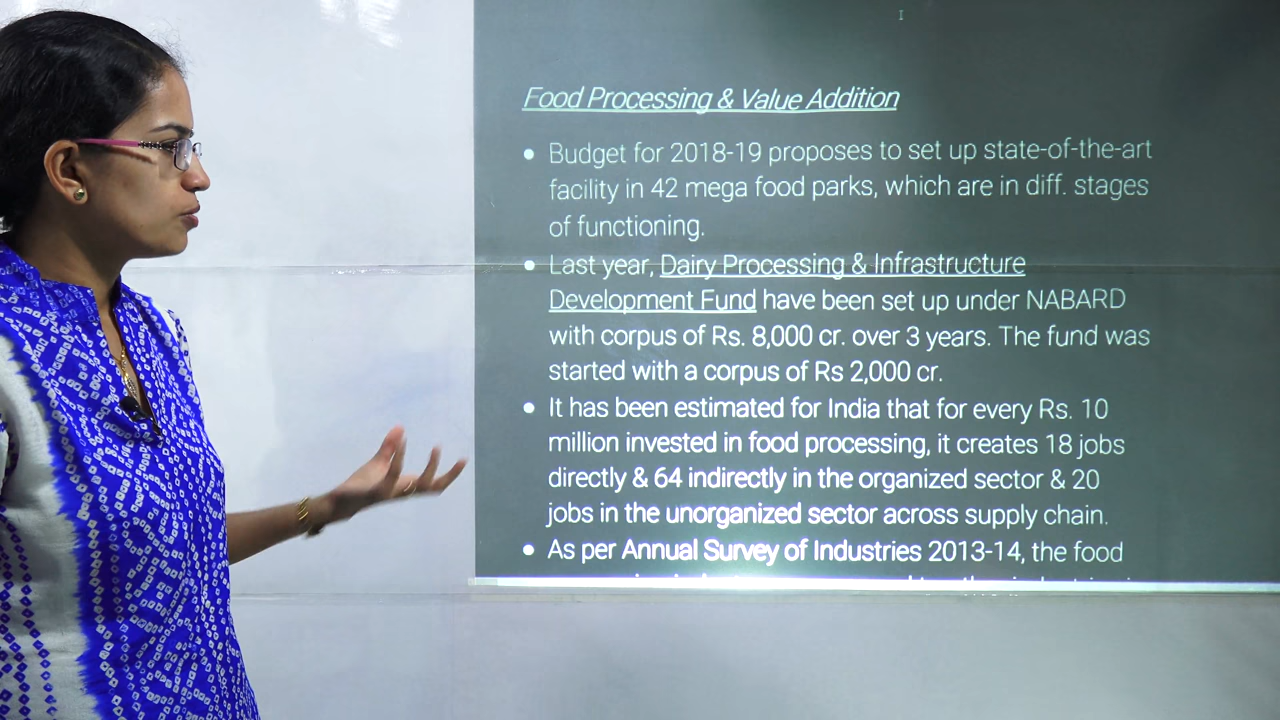 Food Processing & Value Addition
• Budget for 2018-19 proposes to set up state-of-the-art
facility in 42 mega food parks, which are in diff. stages
of functioning.
• Last year, Dairy Processing & Infrastructure
Development Fund have been set up under NABARD
with corpus of Rs. 8,000 cr. over 3 years. The fund was
started with a corpus of Rs 2,000 cr.
• It has been estimated for India that for every Rs. 10
million invested in food processing, it creates 18 jobs
directly & 64 indirectly in the organized sector & 20
jobs in the unorganized sector across supply chain.
• As per Annual Survey of Industries 2013-14, the food